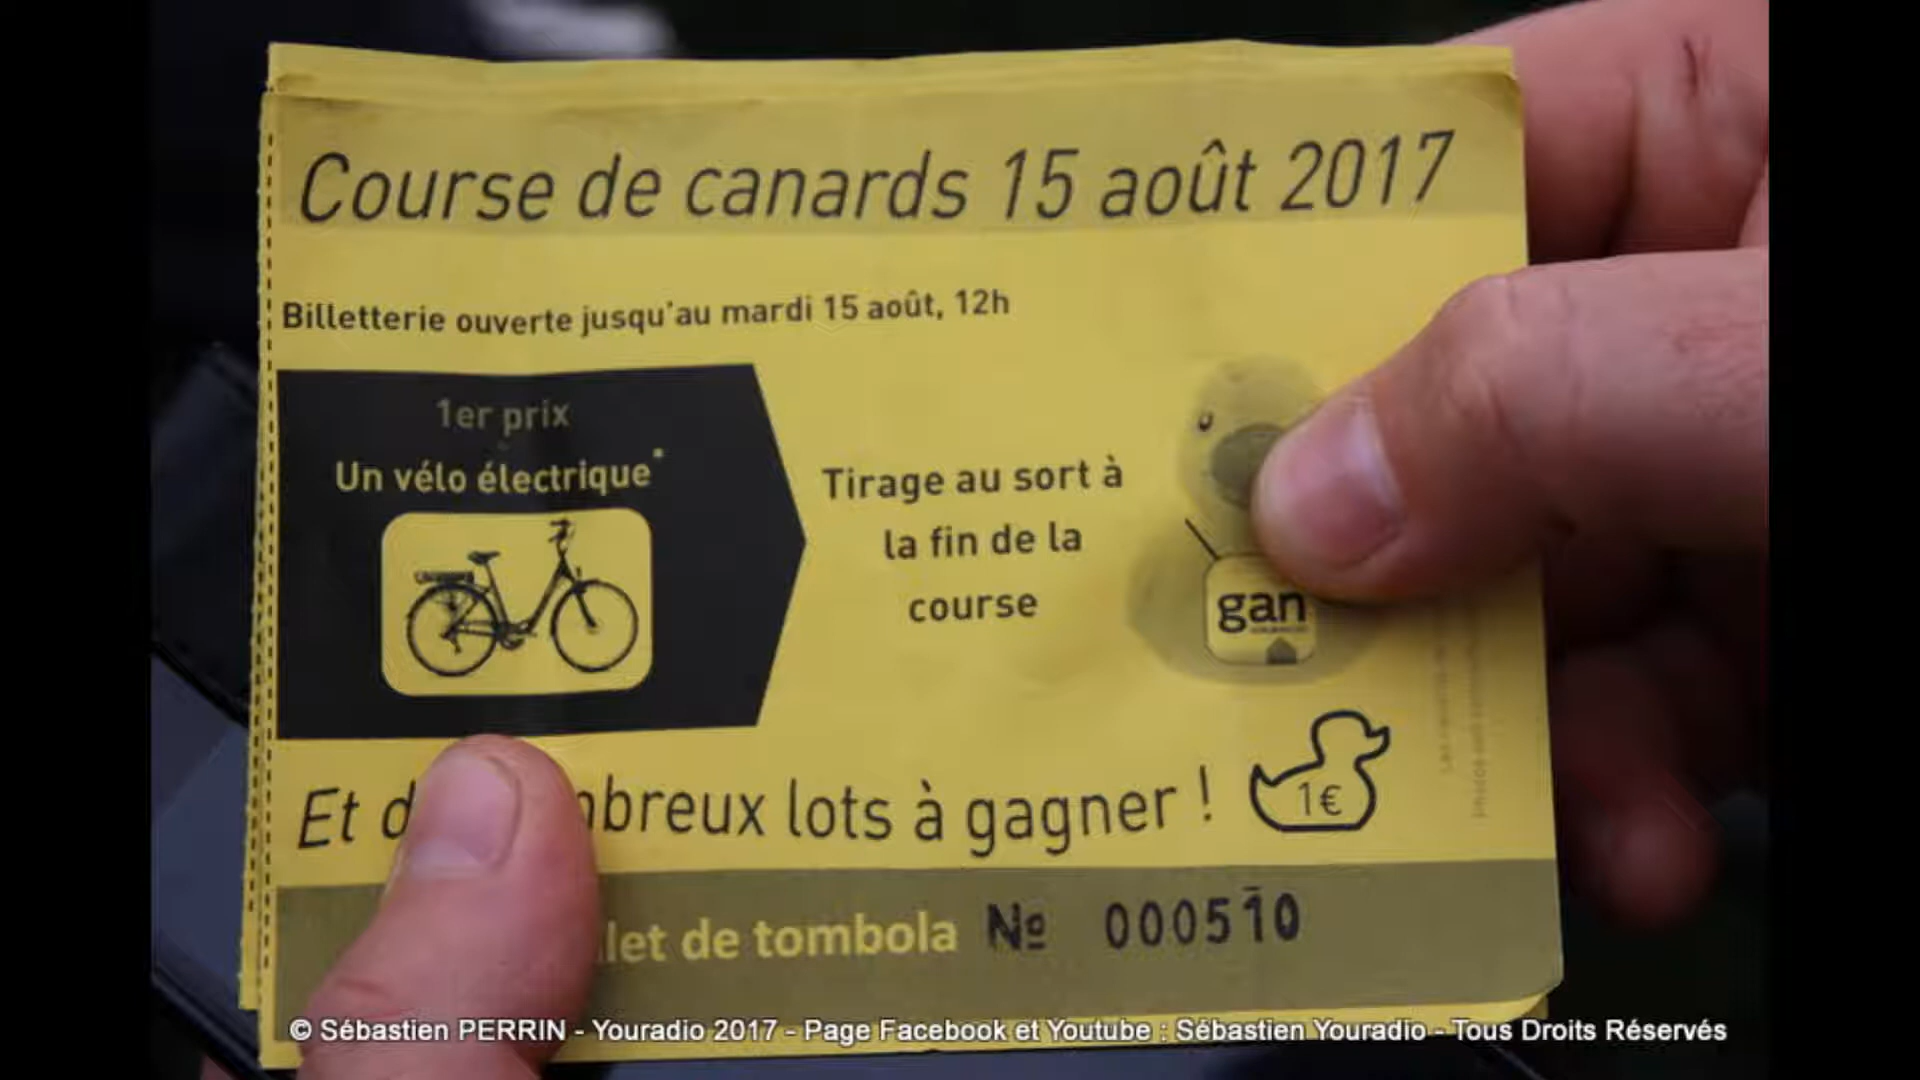 Course de canards 15 août 2017
Billetterie ouverte jusqu'au mardi 15 août, 12h
1er prix
Un vélo électrique*
Tirage au sort à
la fin de la
course
gan
Et d mbreux lots à gagner !
1€
let de tombola № 000510
© Sébastien PERRIN - Youradio 2017 - Page Facebook et Youtube : Sébastien Youradio - Tous Droits Réservés